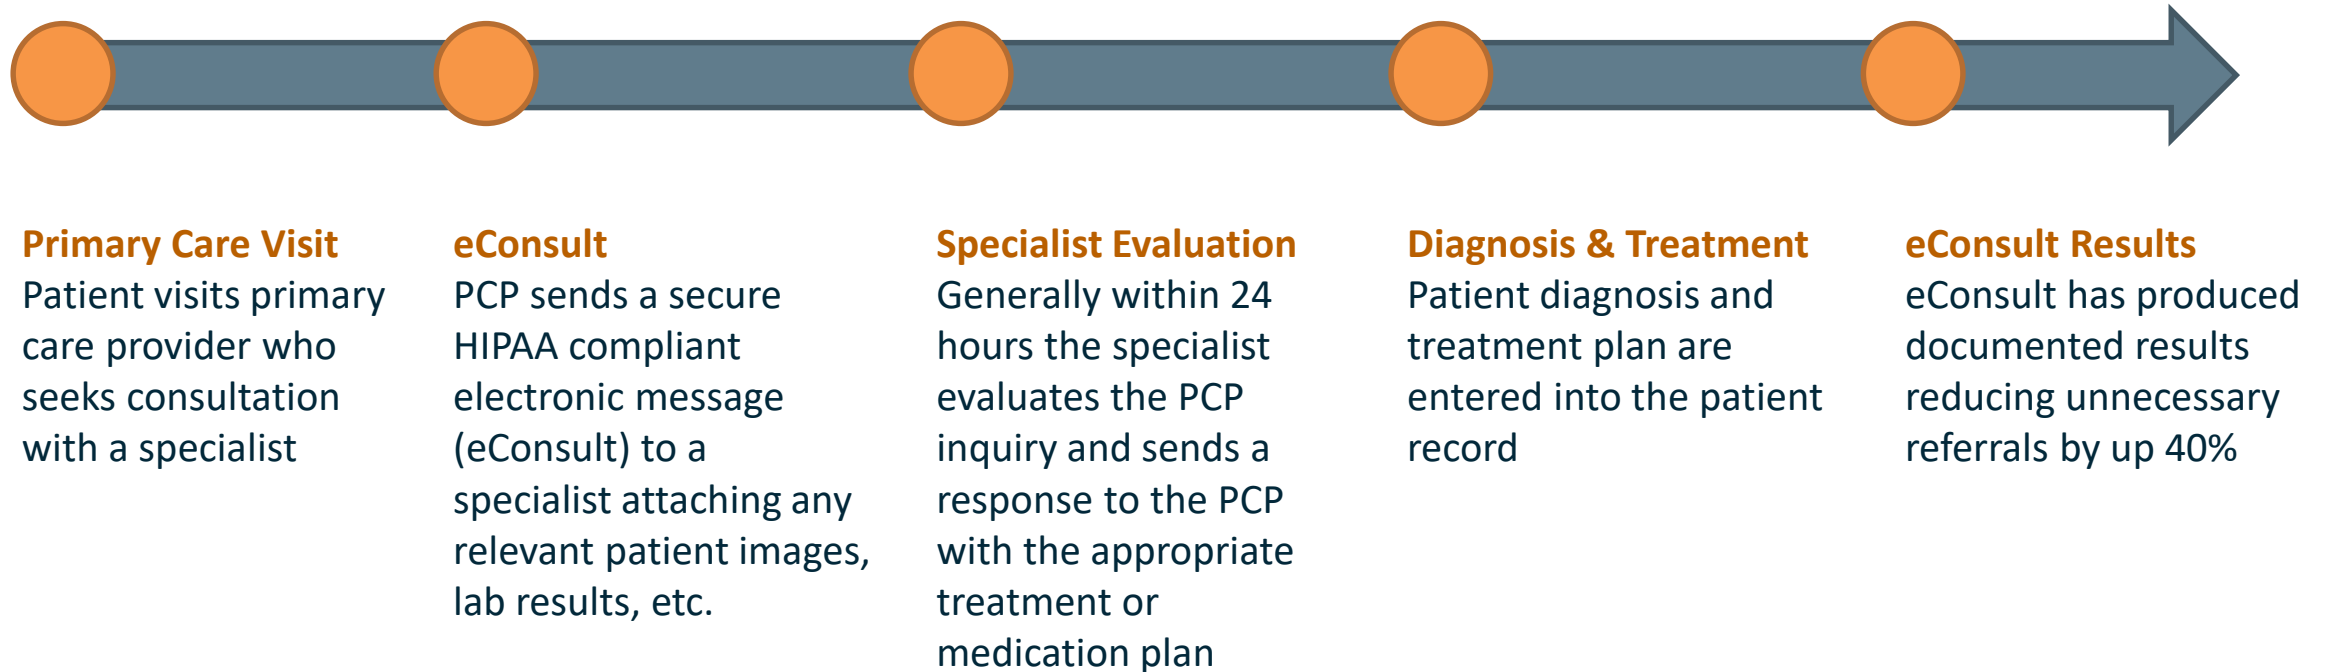 Primary Care Visit
Patient visits primary
care provider who
seeks consultation
with a specialist
eConsult
PCP sends a secure
HIPAA compliant
electronic message
(eConsult) to a
specialist attaching any
relevant patient images,
lab results, etc.
Specialist Evaluation
Generally within 24
hours the specialist
evaluates the PCP
inquiry and sends a
response to the PCP
with the appropriate
treatment or
medication plan
Diagnosis & Treatment
Patient diagnosis and
treatment plan are
entered into the patient
record
eConsult Results
eConsult has produced
documented results
reducing unnecessary
referrals by up 40%